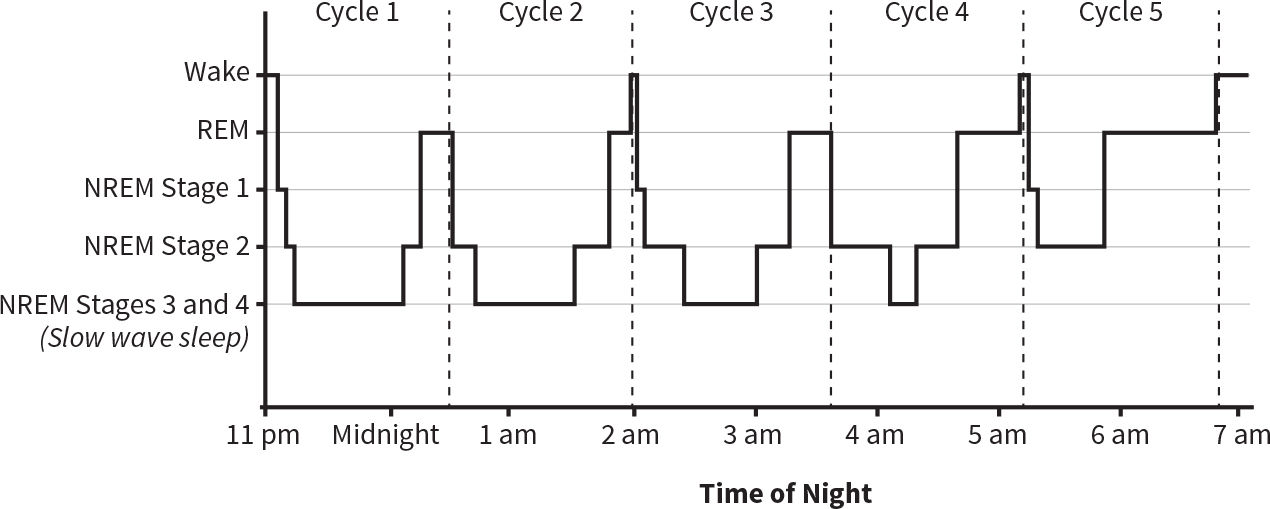 Cycle 1 Cycle 2 Cycle 3 Cycle 4 Cycle 5
Wake
REM
NREM Stage 1
NREM Stage 2
NREM Stages 3 and 4
(Slow wave sleep)
11 pm Midnight 1 am 2 am 3 am 4 am 5 am 6 am 7 am
Time of Night